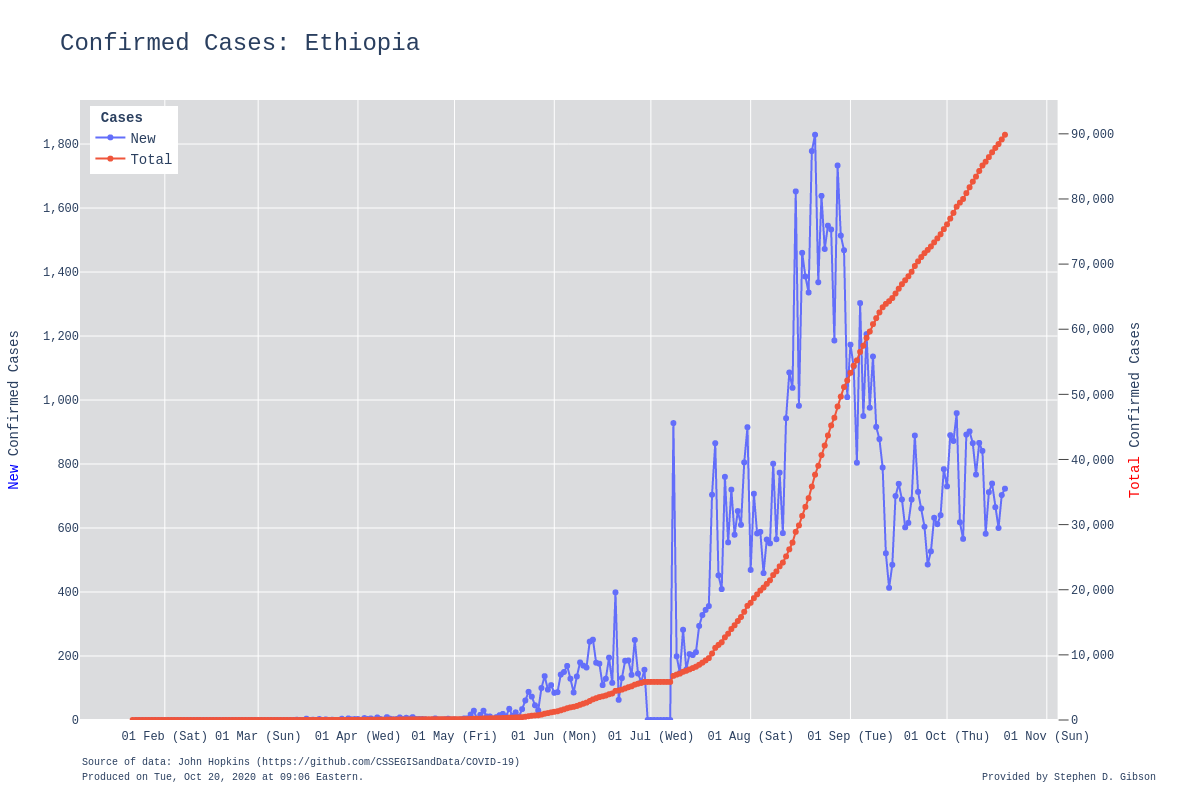 Confirmed Cases: Ethiopia
Cases
New
Total
1,800
1,600
1,400
1,200
1,000
800
600
400
200
0
New Confirmed Cases
90,000
80,000
70,000
60,000
50,000
40,000
30,000
20,000
10,000
0
Total Confirmed Cases
01 Feb (Sat) 01 Mar (Sun) 01 Apr (Wed) 01 May (Fri) 01 Jun (Mon) 01 Jul (Wed) 01 Aug (Sat) 01 Sep (Tue) 01 Oct (Thu) 01 Nov (Sun)
Source of data: John Hopkins (https://github.com/CSSEGISandData/COVID-19)
Produced on Tue, Oct 20, 2020 at 09:06 Eastern.
Provided by Stephen D. Gibson